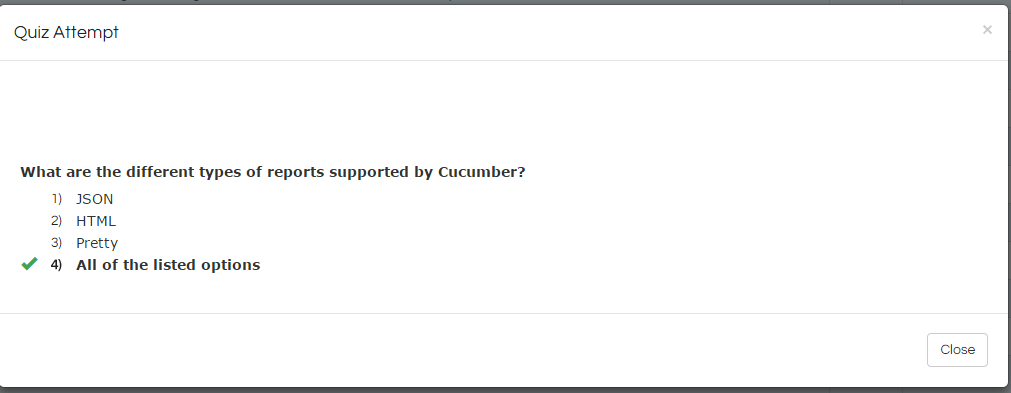 Quiz Attempt
×
What are the different types of reports supported by Cucumber?
1) JSON
2) HTML
3) Pretty
4) All of the listed options
Close